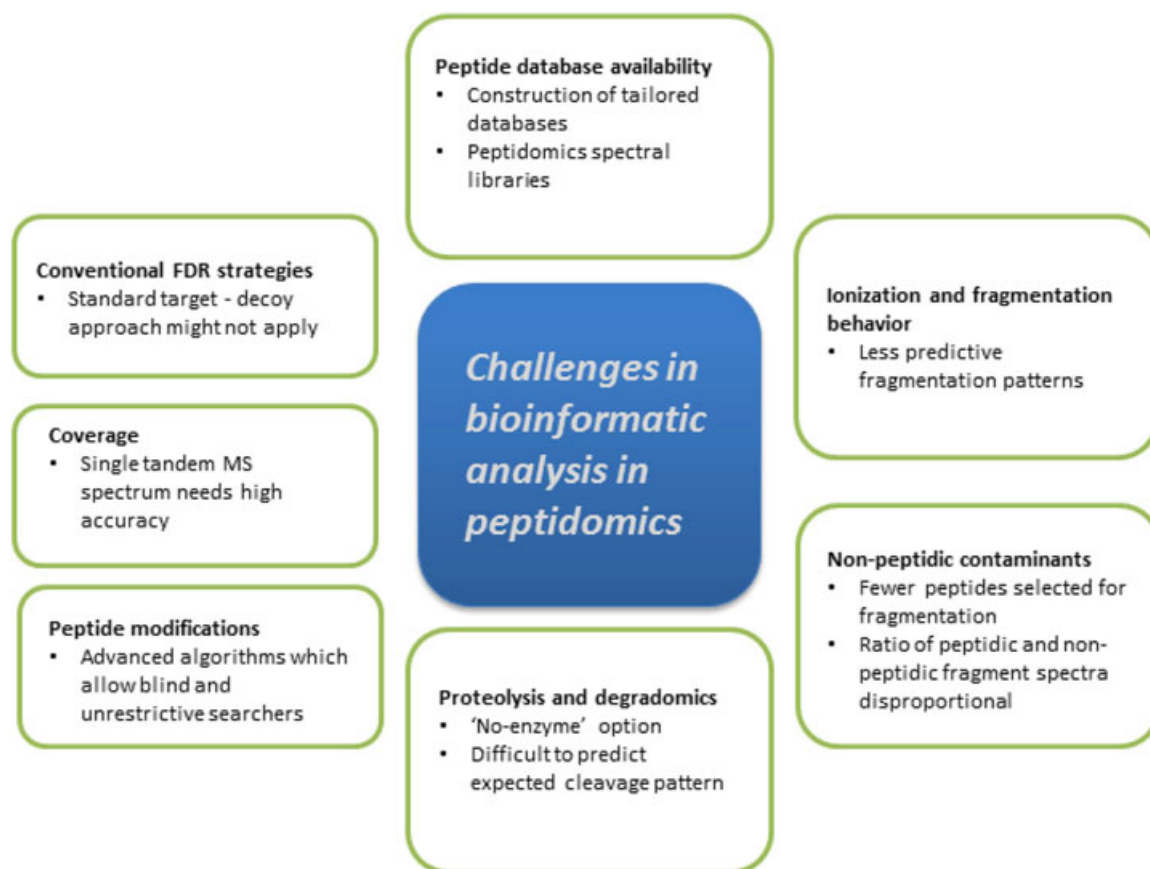 Peptide database availability
• Construction of tailored
databases
• Peptidomics spectral
libraries
Conventional FDR strategies
• Standard target - decoy
approach might not apply
Ionization and fragmentation
behavior
• Less predictive
fragmentation patterns
Challenges in
bioinformatic
analysis in
peptidomics
Coverage
• Single tandem MS
spectrum needs high
accuracy
Non-peptidic contaminants
• Fewer peptides selected for
fragmentation
• Ratio of peptidic and non-
peptidic fragment spectra
disproportional
Peptide modifications
• Advanced algorithms which
allow blind and
unrestrictive searchers
Proteolysis and degradomics
• ‘No-enzyme’ option
• Difficult to predict
expected cleavage pattern